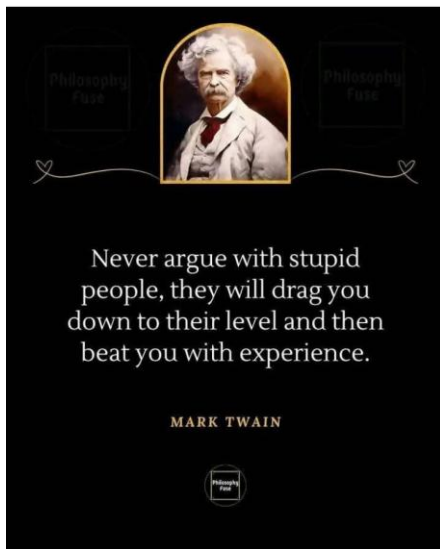 Philosophy
Fuse
Philosophy
Fuse
Never argue with stupid
people, they will drag you
down to their level and then
beat you with experience.
MARK TWAIN
Philosophy
Fuse